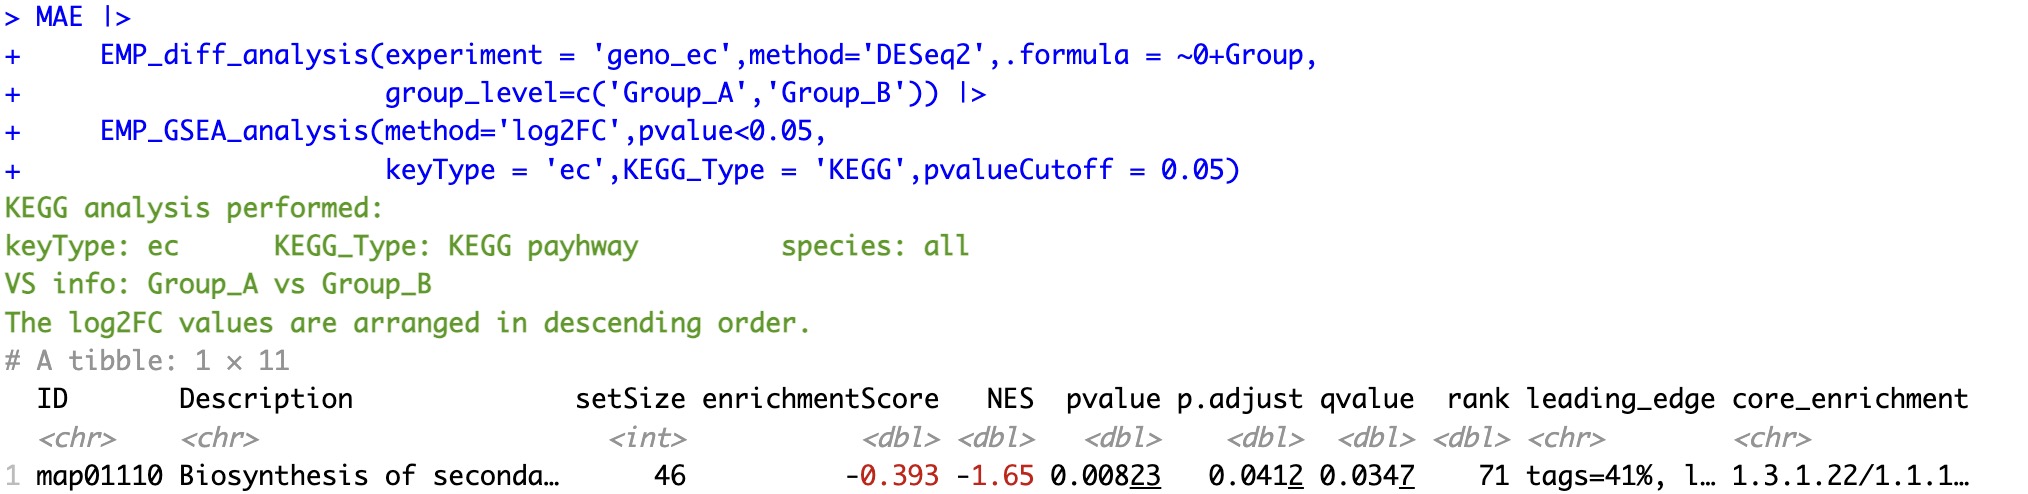 > MAE |>
+     EMP_diff_analysis(experiment = 'geno_ec',method='DESeq2',.formula = ~0+Group,
+                       group_level=c('Group_A','Group_B')) |>
+     EMP_GSEA_analysis(method='log2FC',pvalue<0.05,
+                       keyType = 'ec',KEGG_Type = 'KEGG',pvalueCutoff = 0.05)
KEGG analysis performed:
keyType: ec      KEGG_Type: KEGG payhway         species: all
VS info: Group_A vs Group_B
The log2FC values are arranged in descending order.
# A tibble: 1 × 11
  ID       Description              setSize enrichmentScore   NES  pvalue p.adjust qvalue  rank leading_edge core_enrichment
  <chr>    <chr>                      <int>           <dbl> <dbl>   <dbl>    <dbl>  <dbl> <dbl> <chr>        <chr>
1 map01110 Biosynthesis of seconda…      46          -0.393 -1.65 0.00823   0.0412 0.0347    71 tags=41%, l… 1.3.1.22/1.1.1…